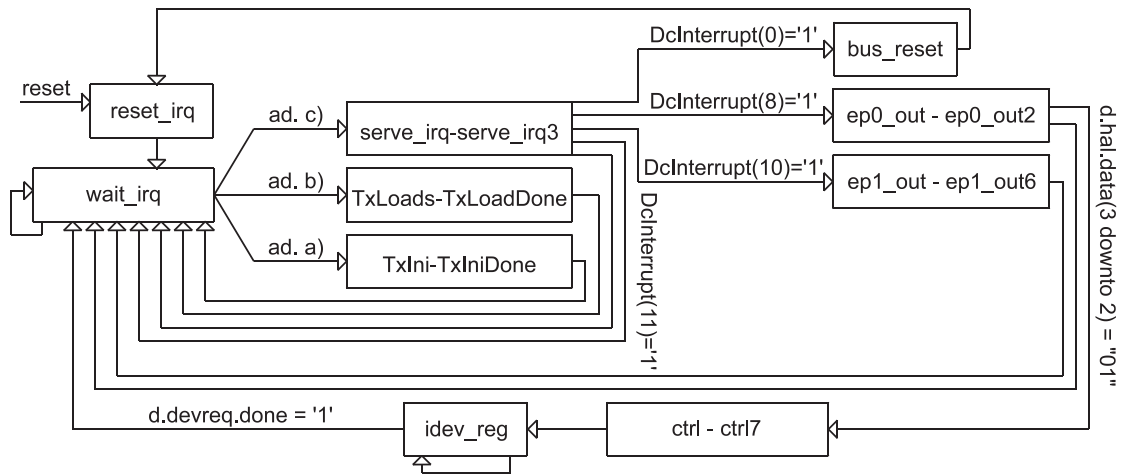 DcInterrupt(0)='1'
bus_reset
reset
reset_irq
ad. c)
serve_irq-serve_irq3
DcInterrupt(8)='1'
ep0_out - ep0_out2
wait_irq
ad. b)
TxLoads-TxLoadDone
DcInterrupt(10)='1'
ep1_out - ep1_out6
ad. a)
TxIni-TxIniDone
DcInterrupt(11)='1'
d.hal.data(3 downto 2) = "01"
d.devreq.done = '1'
idev_reg
ctrl - ctrl7